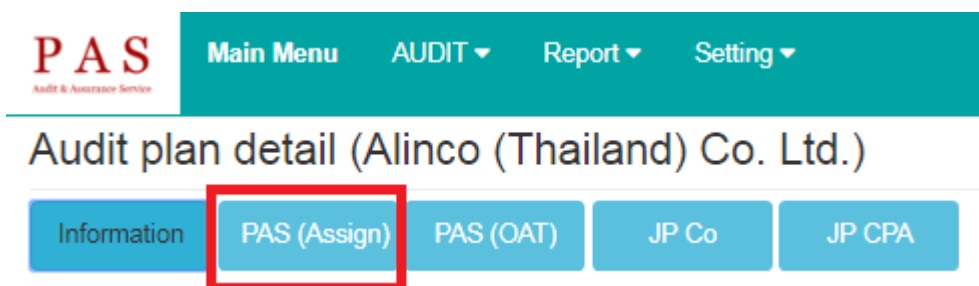 PAS
Audit & Assurance Service
Main Menu AUDIT Report Setting
Audit plan detail (Alinco (Thailand) Co. Ltd.)
Information PAS (Assign) PAS (OAT) JP Co JP CPA